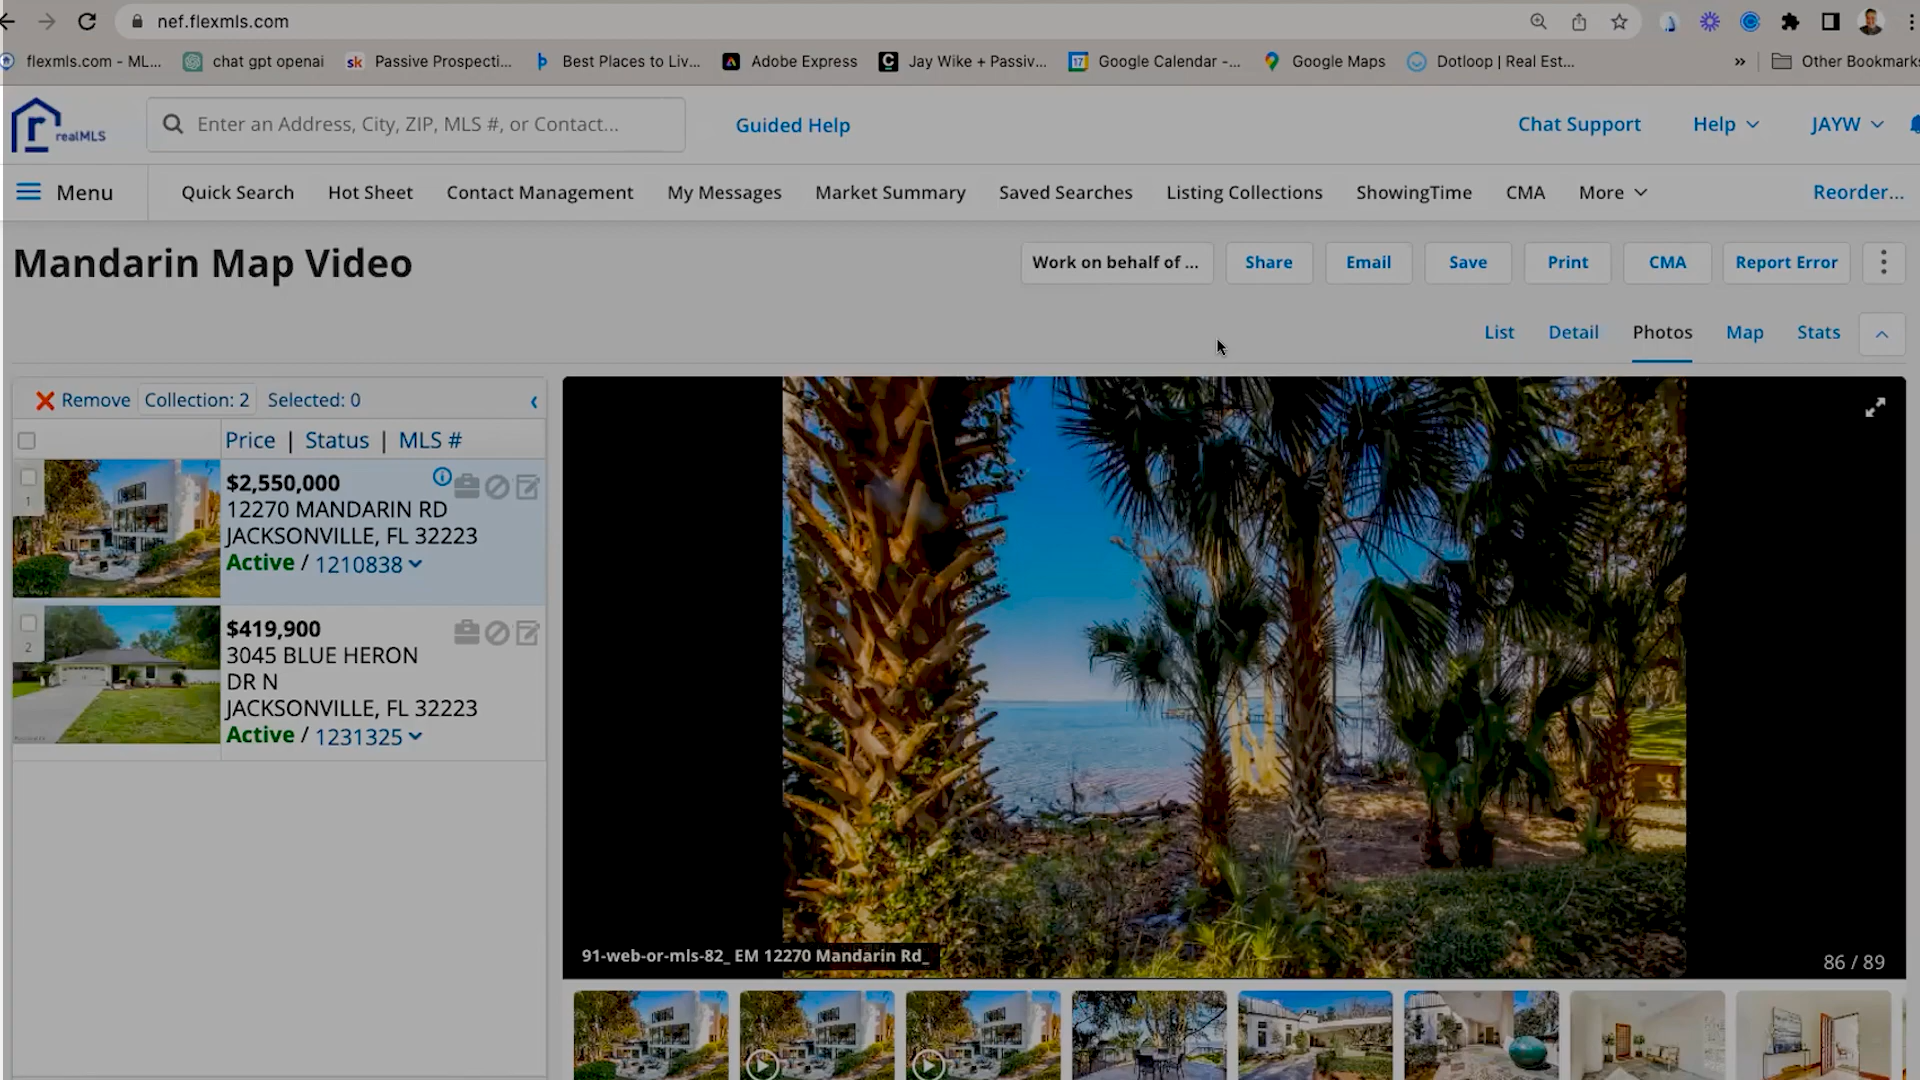 nef.flexmls.com
flexmls.com - ML...
chat gpt openai
sk Passive Prospecti...
Best Places to Liv...
Adobe Express
Jay Wike + Passiv...
17 Google Calendar -...
Google Maps
Dotloop | Real Est...
»
Other Bookmarks
realMLS
Enter an Address, City, ZIP, MLS #, or Contact...
Guided Help
Chat Support
Help
JAYW
Menu
Quick Search
Hot Sheet
Contact Management
My Messages
Market Summary
Saved Searches
Listing Collections
ShowingTime
CMA
More
Reorder...
Mandarin Map Video
Work on behalf of ...
Share
Email
Save
Print
CMA
Report Error
List
Detail
Photos
Map
Stats
Remove
Collection: 2
Selected: 0
Price | Status | MLS #
1
$2,550,000
12270 MANDARIN RD
JACKSONVILLE, FL 32223
Active / 1210838
2
$419,900
3045 BLUE HERON
DR N
JACKSONVILLE, FL 32223
Active / 1231325
91-web-or-mls-82_ EM 12270 Mandarin Rd_
86 / 89